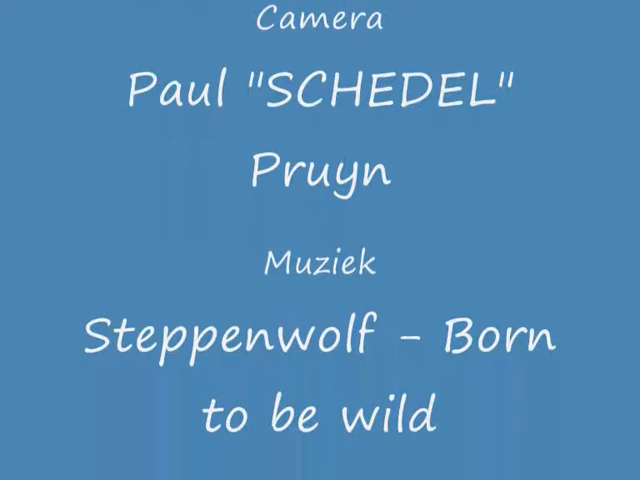 Camera
Paul "SCHEDEL"
Pruyn
Muziek
Steppenwolf - Born
to be wild